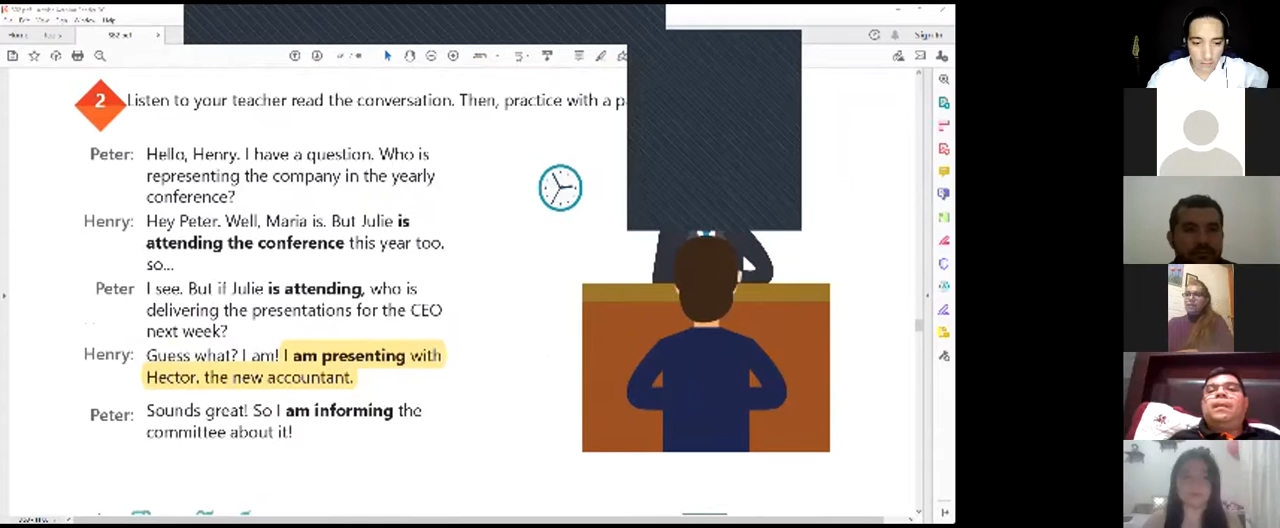 Home Tools
Sign In
2 Listen to your teacher read the conversation. Then, practice with a p
Peter: Hello, Henry. I have a question. Who is
representing the company in the yearly
conference?
Henry: Hey Peter. Well, Maria is. But Julie is
attending the conference this year too.
so...
Peter I see. But if Julie is attending, who is
delivering the presentations for the CEO
next week?
Henry: Guess what? I am! I am presenting with
Hector, the new accountant.
Peter: Sounds great! So I am informing the
committee about it!